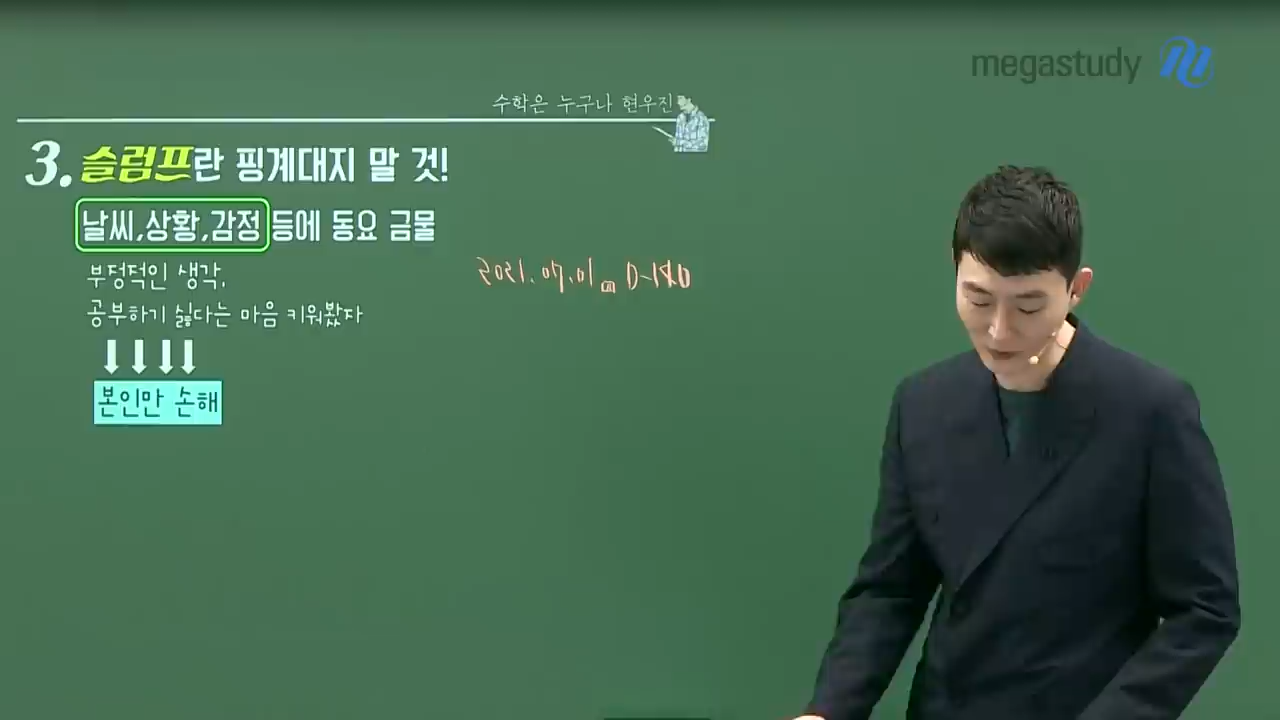 megastudy
수학은 누구나 현우진
3. 슬럼프란 핑계대지 말 것!
날씨,상황,감정 등에 동요 금물
부정적인 생각,
공부하기 싫다는 마음 키워봤자
본인만 손해
2021.07.01 D-140